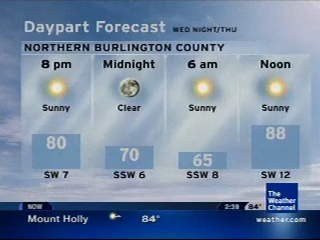 Daypart Forecast WED NIGHT/THU
NORTHERN BURLINGTON COUNTY
8 pm Midnight 6 am Noon
Sunny Clear Sunny Sunny
80 70 65 88
SW 7 SSW 6 SSW 8 SW 12
The
Weather
Channel
NOW 2:39 84°
Mount Holly 84° weather.com